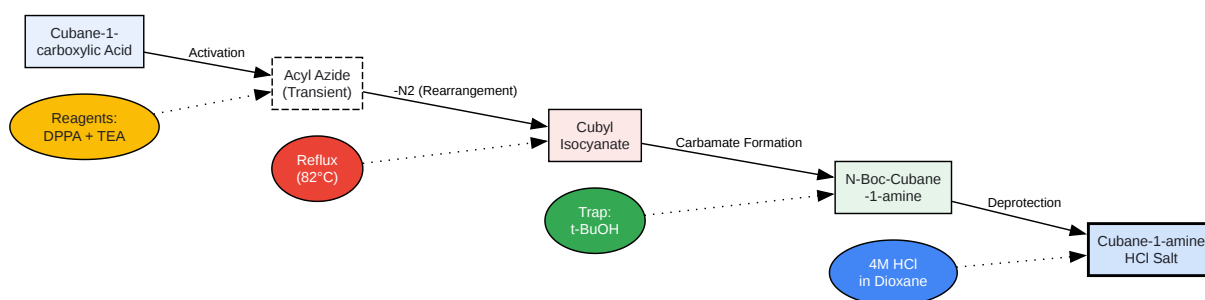 Cubane-1-
carboxylic Acid
Activation
Reagents:
DPPA + TEA
Acyl Azide
(Transient)
-N2 (Rearrangement)
Reflux
(82°C)
Cubyl
Isocyanate
Carbamate Formation
Trap:
t-BuOH
N-Boc-Cubane
-1-amine
Deprotection
4M HCl
in Dioxane
Cubane-1-amine
HCl Salt